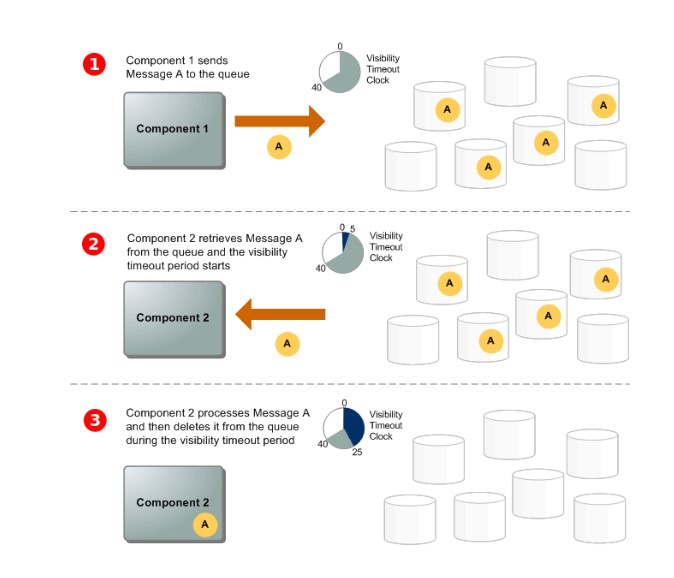 1
Component 1 sends
Message A to the queue
0
40
Visibility
Timeout
Clock
Component 1
A
A
A
A
A
2
Component 2 retrieves Message A
from the queue and the visibility
timeout period starts
0 5
40
Visibility
Timeout
Clock
Component 2
A
A
A
A
A
3
Component 2 processes Message A
and then deletes it from the queue
during the visibility timeout period
0
40
25
Visibility
Timeout
Clock
Component 2
A